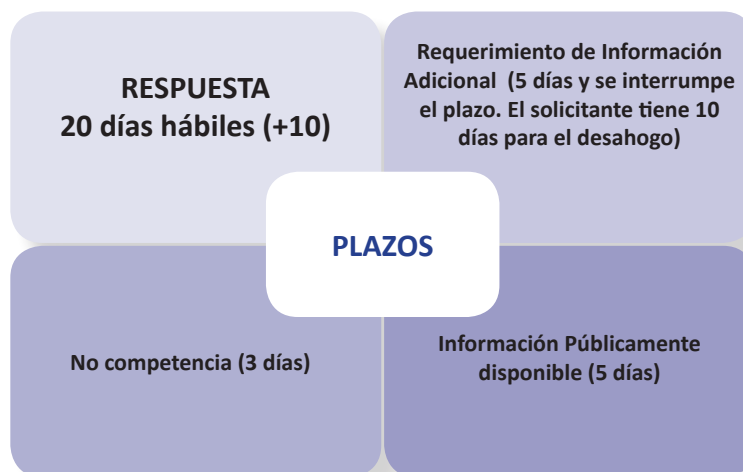 RESPUESTA
20 días hábiles (+10)
Requerimiento de Información
Adicional (5 días y se interrumpe
el plazo. El solicitante tiene 10
días para el desahogo)
PLAZOS
No competencia (3 días)
Información Públicamente
disponible (5 días)